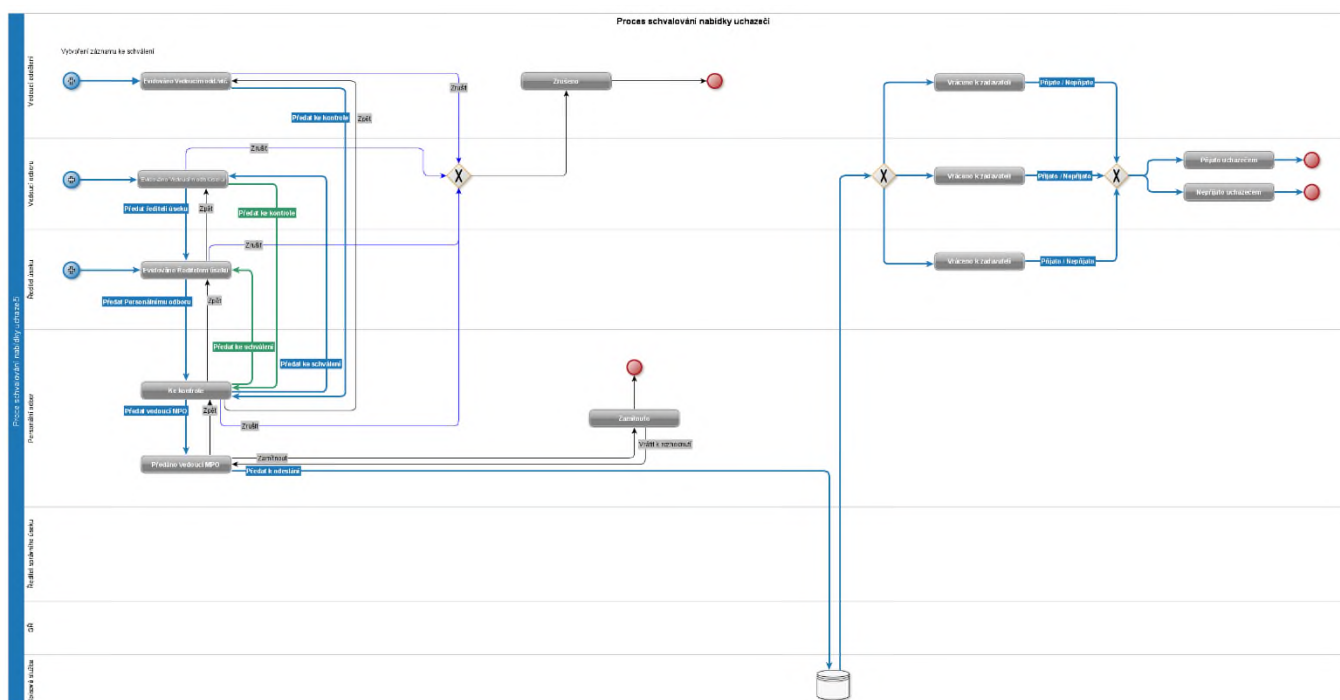 Proces schvalování nabídky uchazeči
Proces schvalování nabídky uchazeči
Vedoucí oddělení
Vedoucí odboru
Ředitel úseku
Personální odbor
Ředitel správního úseku
GŘ
Vytvoření záznamu ke schválení
Evidováno Vedoucím oddělení
Zrušeno
Zrušit
Předat ke kontrole
Zpět
Vráceno k zadavateli
Přijato / Nepřijato
Zrušit
X
X
Vráceno k zadavateli
Přijato / Nepřijato
X
Přijato uchazečem
Nepřijato uchazečem
Předat řediteli úseku
Zpět
Předat ke kontrole
Zrušit
Evidováno Ředitelem úseku
Vráceno k zadavateli
Přijato / Nepřijato
Předat Personálnímu odboru
Zpět
Předat ke schválení
Předat ke schválení
Ke kontrole
Předat vedoucí NPO
Zpět
Zrušit
Zamítnuto
Zamítnout
Předáno vedoucí MPO
Předat k odeslání